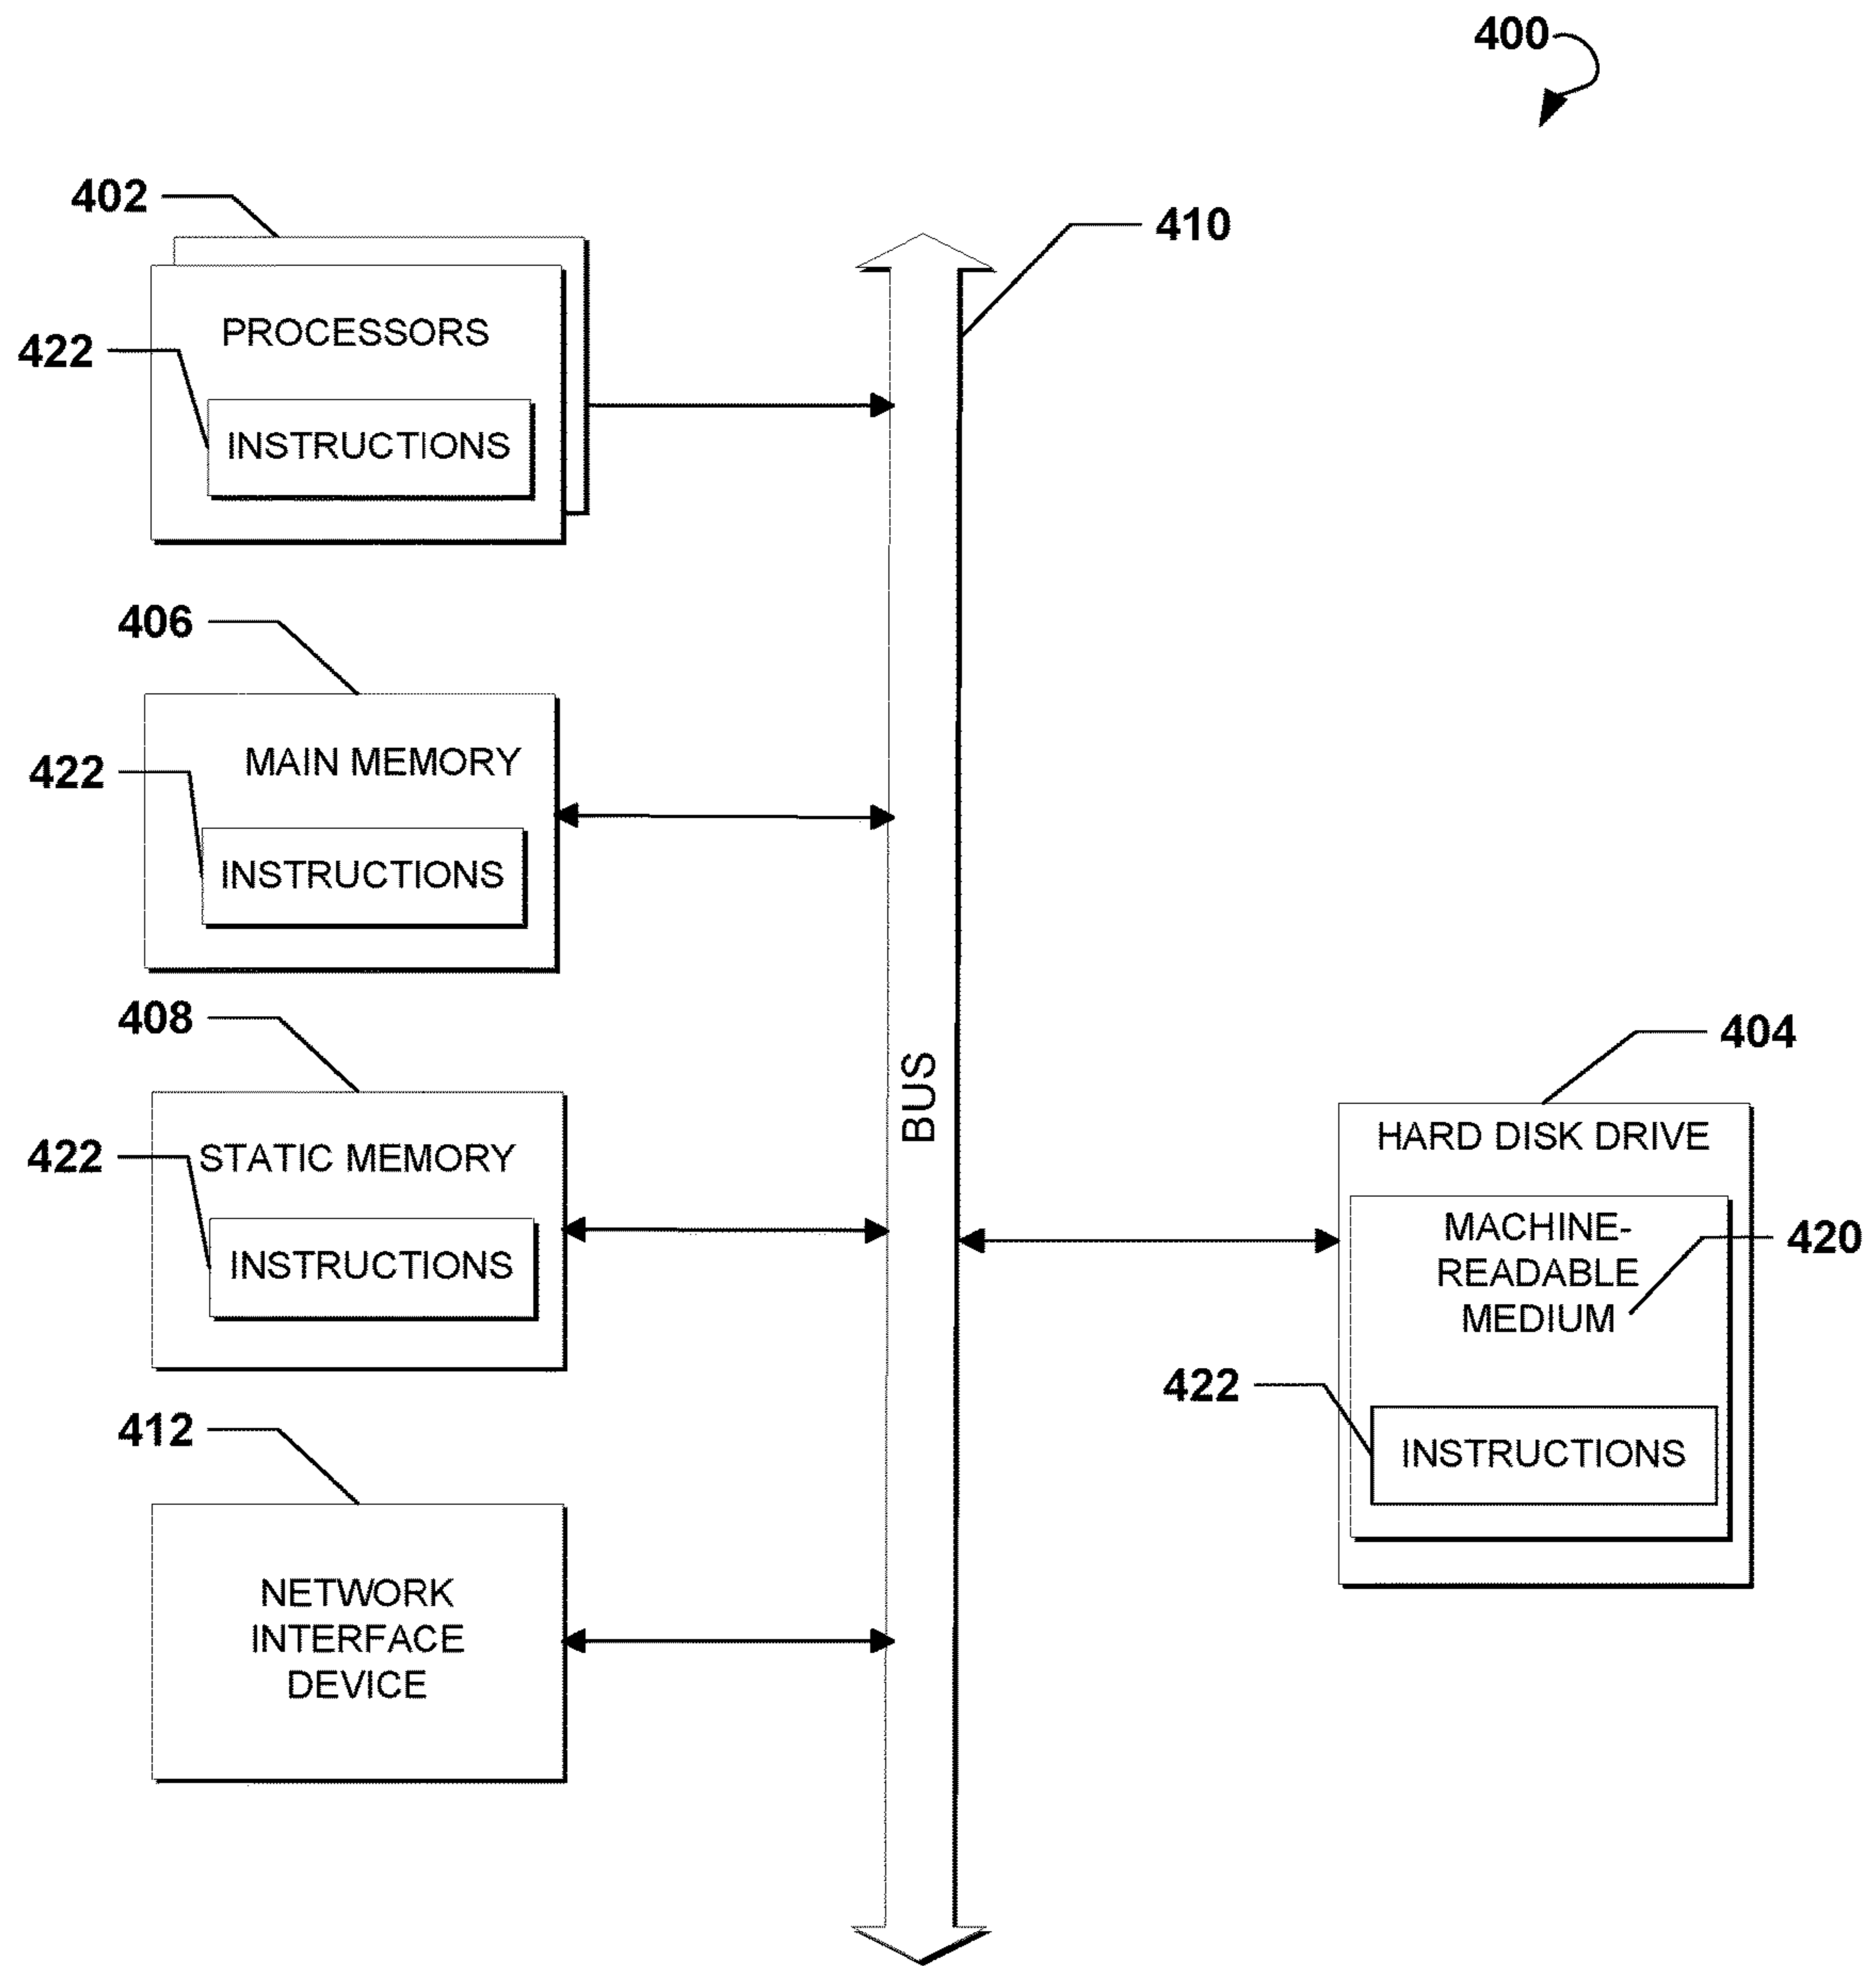 400
402
410
PROCESSORS
422
INSTRUCTIONS
406
MAIN MEMORY
422
INSTRUCTIONS
408
STATIC MEMORY
422
INSTRUCTIONS
BUS
404
HARD DISK DRIVE
MACHINE-
READABLE
MEDIUM
420
422
INSTRUCTIONS
412
NETWORK
INTERFACE
DEVICE